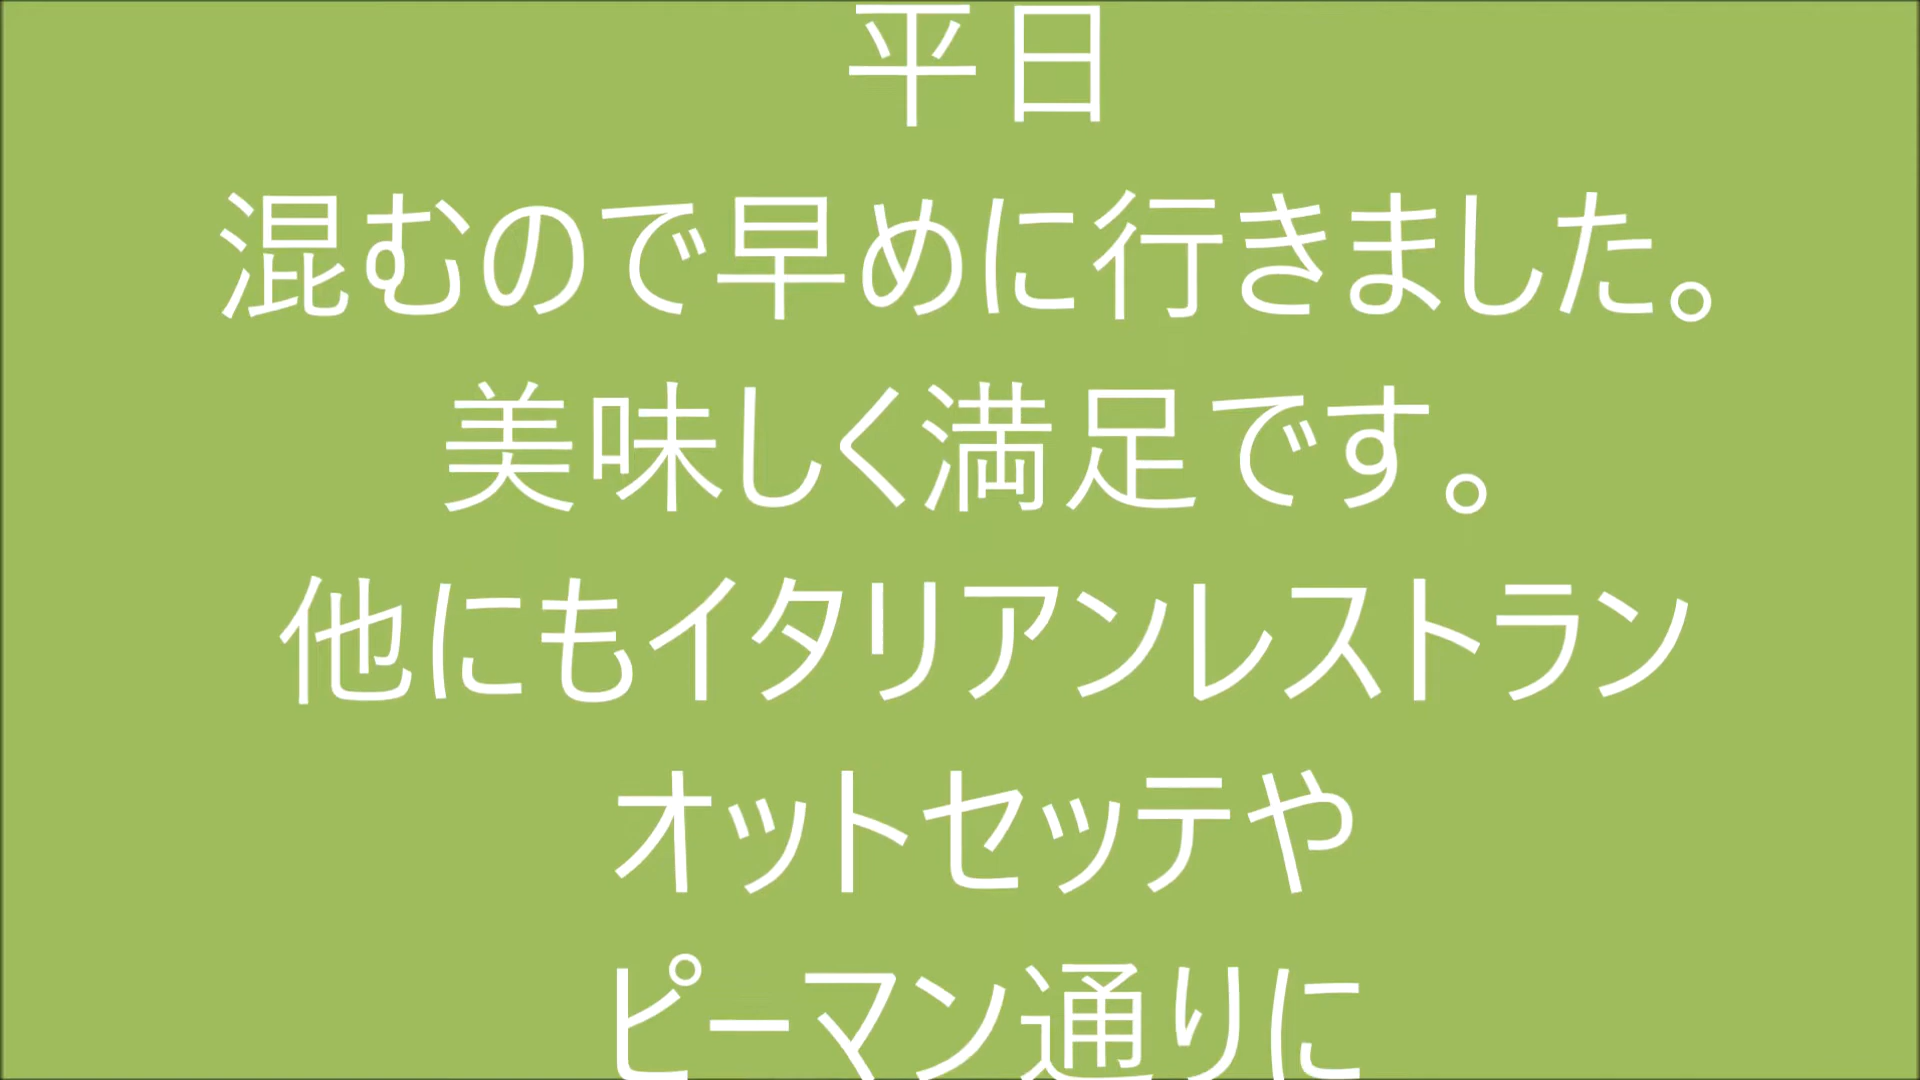 平日
混むので早めに行きました。
美味しく満足です。
他にもイタリアンレストラン
オットセッテや
ピーマン通りに